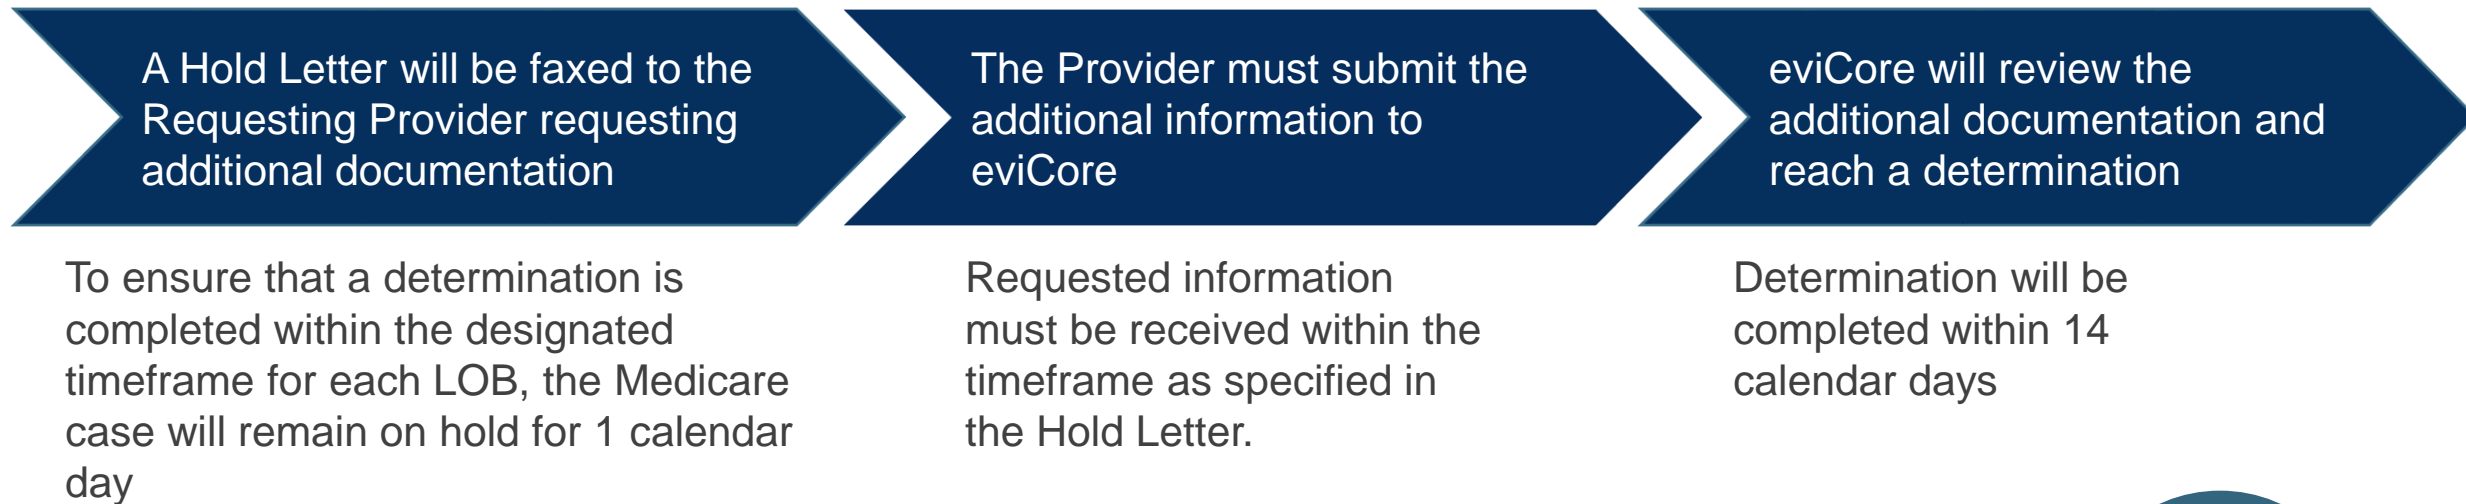 A Hold Letter will be faxed to the
Requesting Provider requesting
additional documentation
To ensure that a determination is
completed within the designated
timeframe for each LOB, the Medicare
case will remain on hold for 1 calendar
day
The Provider must submit the
additional information to
eviCore
Requested information
must be received within the
timeframe as specified in
the Hold Letter.
eviCore will review the
additional documentation and
reach a determination
Determination will be
completed within 14
calendar days